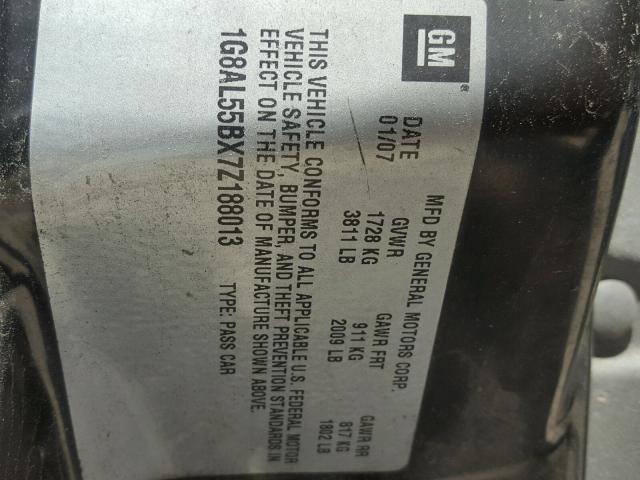 GM®
MFD BY GENERAL MOTORS CORP.
DATE GVWR GAWR FRT GAWR RR
01/07 1728 KG 911 KG 817 KG
3811 LB 2009 LB 1802 LB
THIS VEHICLE CONFORMS TO ALL APPLICABLE U.S. FEDERAL MOTOR
VEHICLE SAFETY, BUMPER, AND THEFT PREVENTION STANDARDS IN
EFFECT ON THE DATE OF MANUFACTURE SHOWN ABOVE.
1G8AL55BX7Z188013 TYPE: PASS CAR